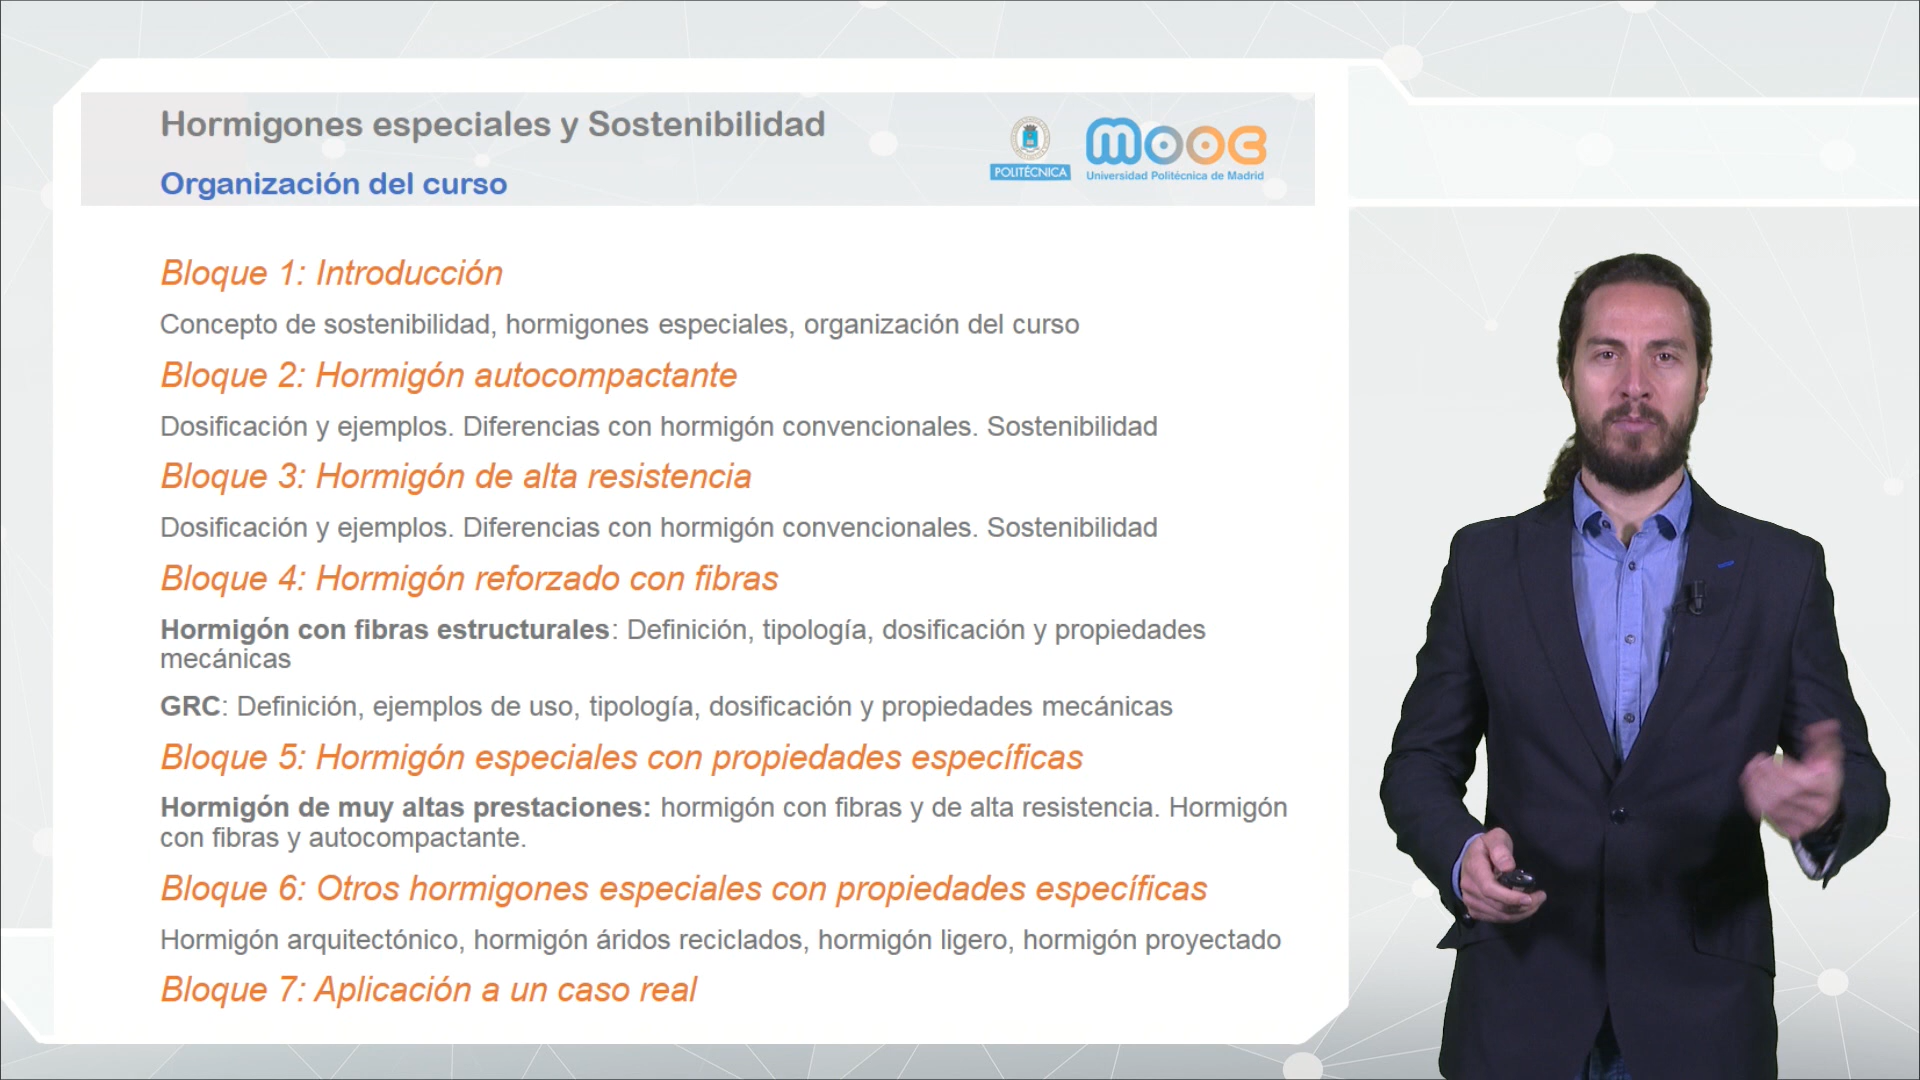 Hormigones especiales y Sostenibilidad
Organización del curso
POLITÉCNICA
mooc
Universidad Politécnica de Madrid
Bloque 1: Introducción
Concepto de sostenibilidad, hormigones especiales, organización del curso
Bloque 2: Hormigón autocompactante
Dosificación y ejemplos. Diferencias con hormigón convencionales. Sostenibilidad
Bloque 3: Hormigón de alta resistencia
Dosificación y ejemplos. Diferencias con hormigón convencionales. Sostenibilidad
Bloque 4: Hormigón reforzado con fibras
Hormigón con fibras estructurales: Definición, tipología, dosificación y propiedades
mecánicas
GRC: Definición, ejemplos de uso, tipología, dosificación y propiedades mecánicas
Bloque 5: Hormigón especiales con propiedades específicas
Hormigón de muy altas prestaciones: hormigón con fibras y de alta resistencia. Hormigón
con fibras y autocompactante.
Bloque 6: Otros hormigones especiales con propiedades específicas
Hormigón arquitectónico, hormigón áridos reciclados, hormigón ligero, hormigón proyectado
Bloque 7: Aplicación a un caso real